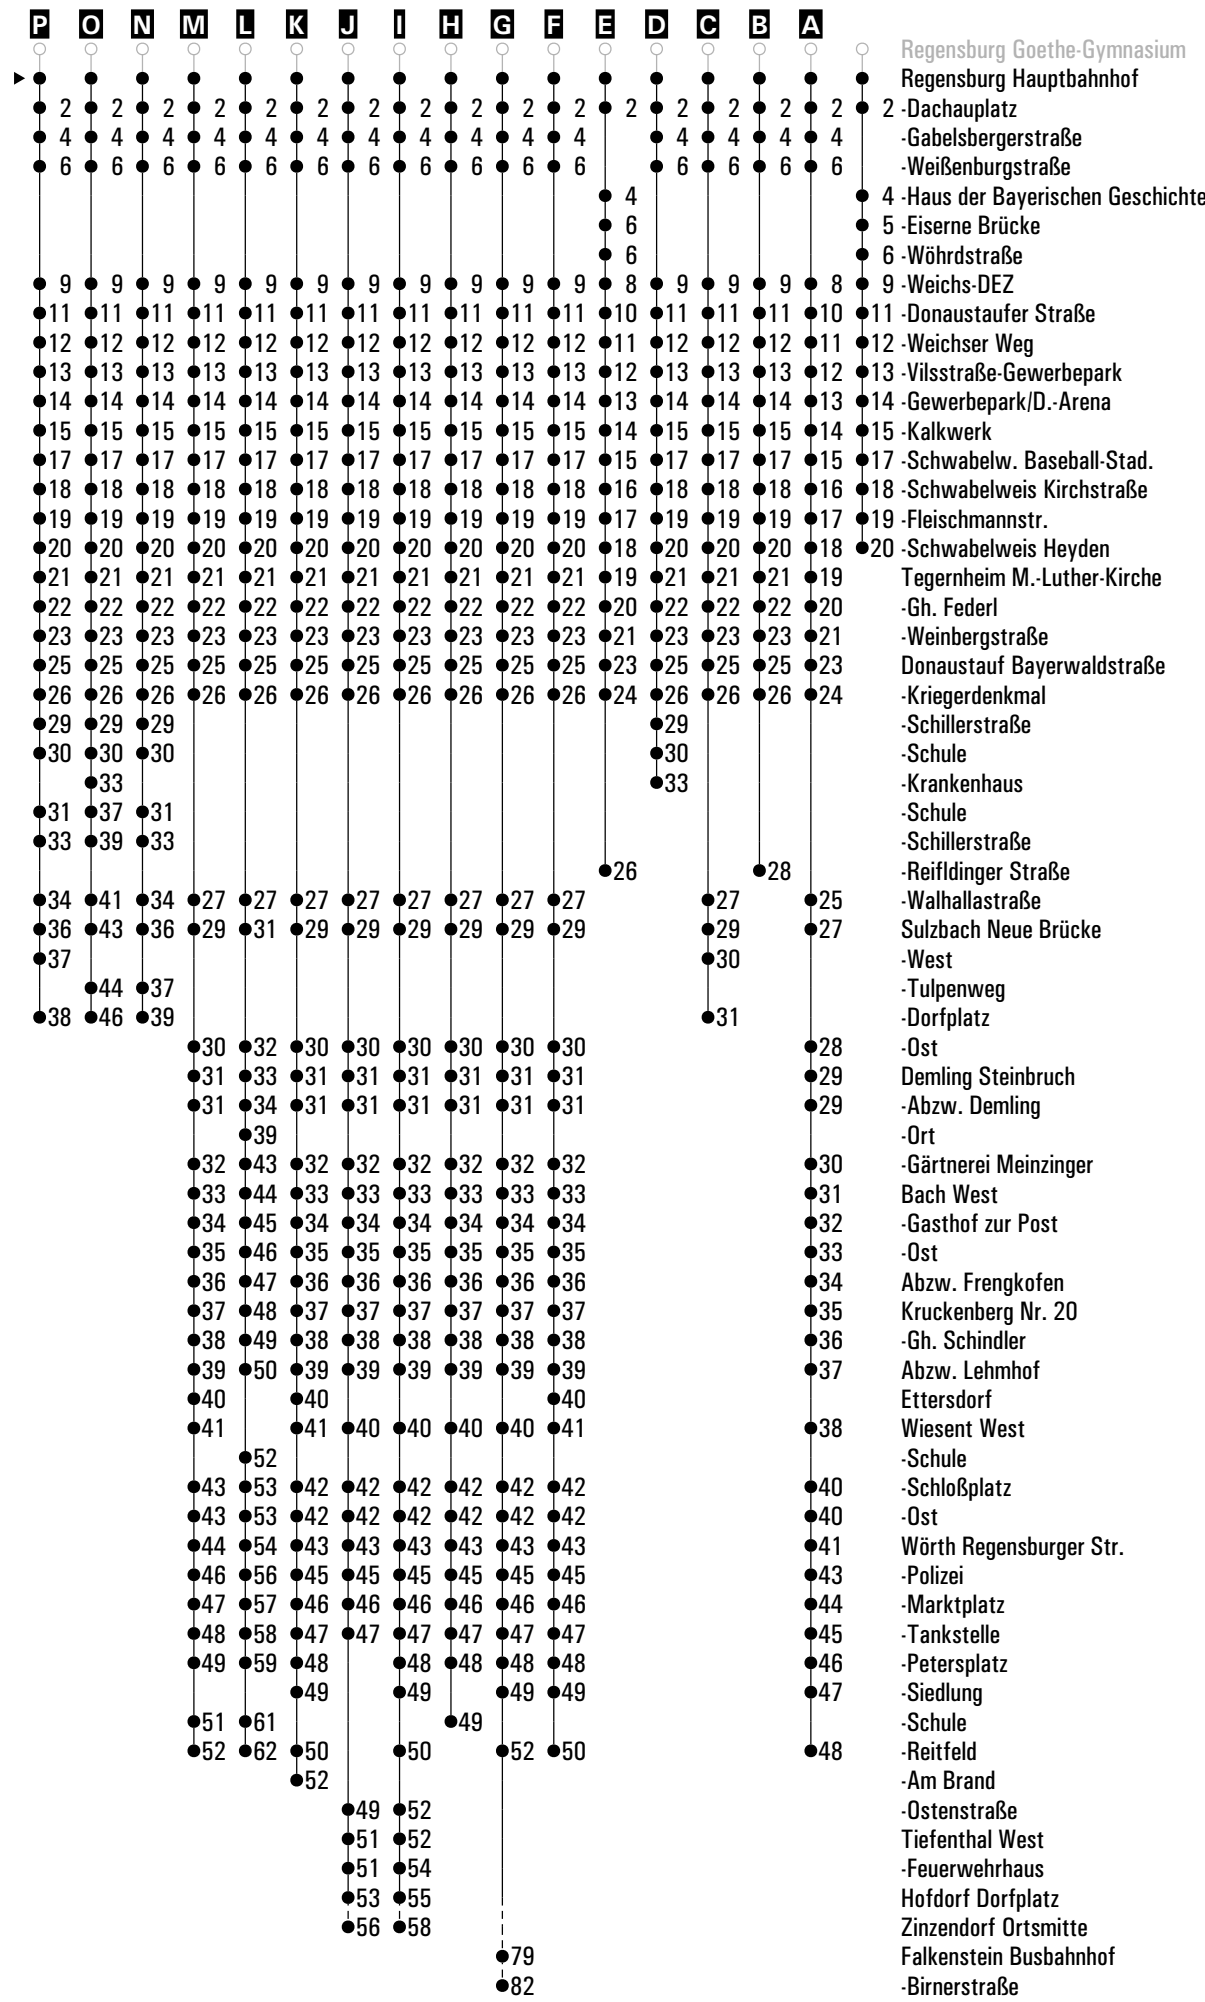 P O N M L K J I H G F E D C B A
Regensburg Goethe-Gymnasium
Regensburg Hauptbahnhof
2 2 2 2 2 2 2 2 2 2 2 2 2 2 2 2 2 -Dachauplatz
4 4 4 4 4 4 4 4 4 4 4 4 4 4 4 -Gabelsbergerstraße
6 6 6 6 6 6 6 6 6 6 6 6 6 6 6 -Weißenburgstraße
4 4 -Haus der Bayerischen Geschichte
6 5 -Eiserne Brücke
6 6 -Wöhrdstraße
9 9 9 9 9 9 9 9 9 9 9 8 9 9 9 8 9 -Weichs-DEZ
11 11 11 11 11 11 11 11 11 11 11 10 11 11 11 10 11 -Donaustaufer Straße
12 12 12 12 12 12 12 12 12 12 12 11 12 12 12 11 12 -Weichser Weg
13 13 13 13 13 13 13 13 13 13 13 12 13 13 13 12 13 -Vilsstraße-Gewerbepark
14 14 14 14 14 14 14 14 14 14 14 13 14 14 14 13 14 -Gewerbepark/D.-Arena
15 15 15 15 15 15 15 15 15 15 15 14 15 15 15 14 15 -Kalkwerk
17 17 17 17 17 17 17 17 17 17 17 15 17 17 17 15 17 -Schwabelw. Baseball-Stad.
18 18 18 18 18 18 18 18 18 18 18 16 18 18 18 16 18 -Schwabelweis Kirchstraße
19 19 19 19 19 19 19 19 19 19 19 17 19 19 19 17 19 -Fleischmannstr.
20 20 20 20 20 20 20 20 20 20 20 18 20 20 20 18 20 -Schwabelweis Heyden
21 21 21 21 21 21 21 21 21 21 21 19 21 21 21 19 Tegernheim M.-Luther-Kirche
22 22 22 22 22 22 22 22 22 22 22 20 22 22 22 20 -Gh. Federl
23 23 23 23 23 23 23 23 23 23 23 21 23 23 23 21 -Weinbergstraße
25 25 25 25 25 25 25 25 25 25 25 23 25 25 25 23 Donaustauf Bayerwaldstraße
26 26 26 26 26 26 26 26 26 26 26 24 26 26 26 24 -Kriegerdenkmal
29 29 29 29 -Schillerstraße
30 30 30 30 -Schule
33 33 -Krankenhaus
31 37 31 -Schule
33 39 33 -Schillerstraße
26 28 -Reifldinger Straße
34 41 34 27 27 27 27 27 27 27 27 27 25 -Walhallastraße
36 43 36 29 31 29 29 29 29 29 29 29 27 Sulzbach Neue Brücke
37 30 -West
44 37 -Tulpenweg
38 46 39 31 -Dorfplatz
30 32 30 30 30 30 30 30 28 -Ost
31 33 31 31 31 31 31 31 29 Demling Steinbruch
31 34 31 31 31 31 31 31 29 -Abzw. Demling
39 -Ort
32 43 32 32 32 32 32 32 30 -Gärtnerei Meinzinger
33 44 33 33 33 33 33 33 31 Bach West
34 45 34 34 34 34 34 34 32 -Gasthof zur Post
35 46 35 35 35 35 35 35 33 -Ost
36 47 36 36 36 36 36 36 34 Abzw. Frengkofen
37 48 37 37 37 37 37 37 35 Kruckenberg Nr. 20
38 49 38 38 38 38 38 38 36 -Gh. Schindler
39 50 39 39 39 39 39 39 37 Abzw. Lehmhof
40 40 40 Ettersdorf
41 41 40 40 40 40 41 38 Wiesent West
52 -Schule
43 53 42 42 42 42 42 42 40 -Schloßplatz
43 53 42 42 42 42 42 42 40 -Ost
44 54 43 43 43 43 43 43 41 Wörth Regensburger Str.
46 56 45 45 45 45 45 45 43 -Polizei
47 57 46 46 46 46 46 46 44 -Marktplatz
48 58 47 47 47 47 47 47 45 -Tankstelle
49 59 48 48 48 48 48 46 -Petersplatz
49 49 49 49 47 -Siedlung
51 61 49 -Schule
52 62 50 50 52 50 48 -Reitfeld
52 -Am Brand
49 52 -Ostenstraße
51 52 Tiefenthal West
51 54 -Feuerwehrhaus
53 55 Hofdorf Dorfplatz
56 58 Zinzendorf Ortsmitte
79 Falkenstein Busbahnhof
82 -Birnerstraße